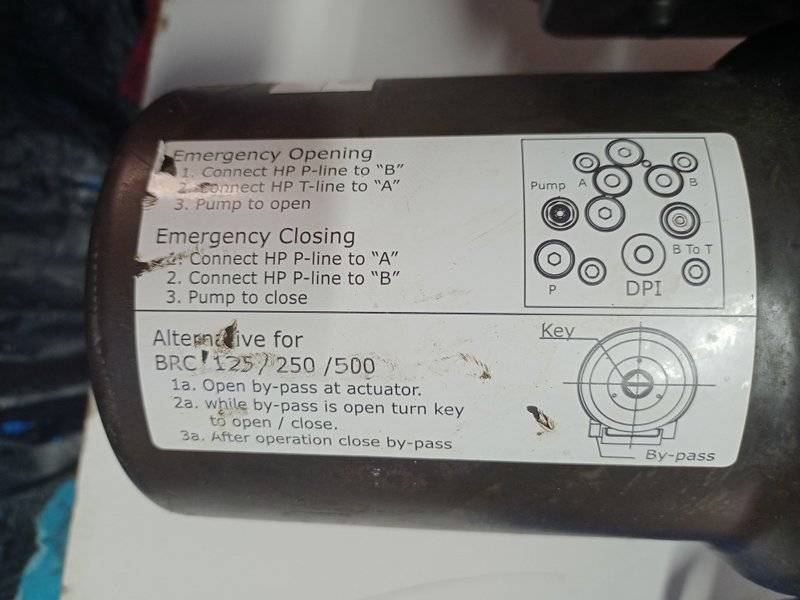 Emergency Opening
1. Connect HP P-line to “B”
2. Connect HP T-line to “A”
3. Pump to open
Emergency Closing
1. Connect HP P-line to “A”
2. Connect HP P-line to “B”
3. Pump to close
Pump
A
B
B To T
P
DPI
Alternative for
BRC 125 / 250 /500
1a. Open by-pass at actuator.
2a. while by-pass is open turn key
to open / close.
3a. After operation close by-pass
Key
By-pass